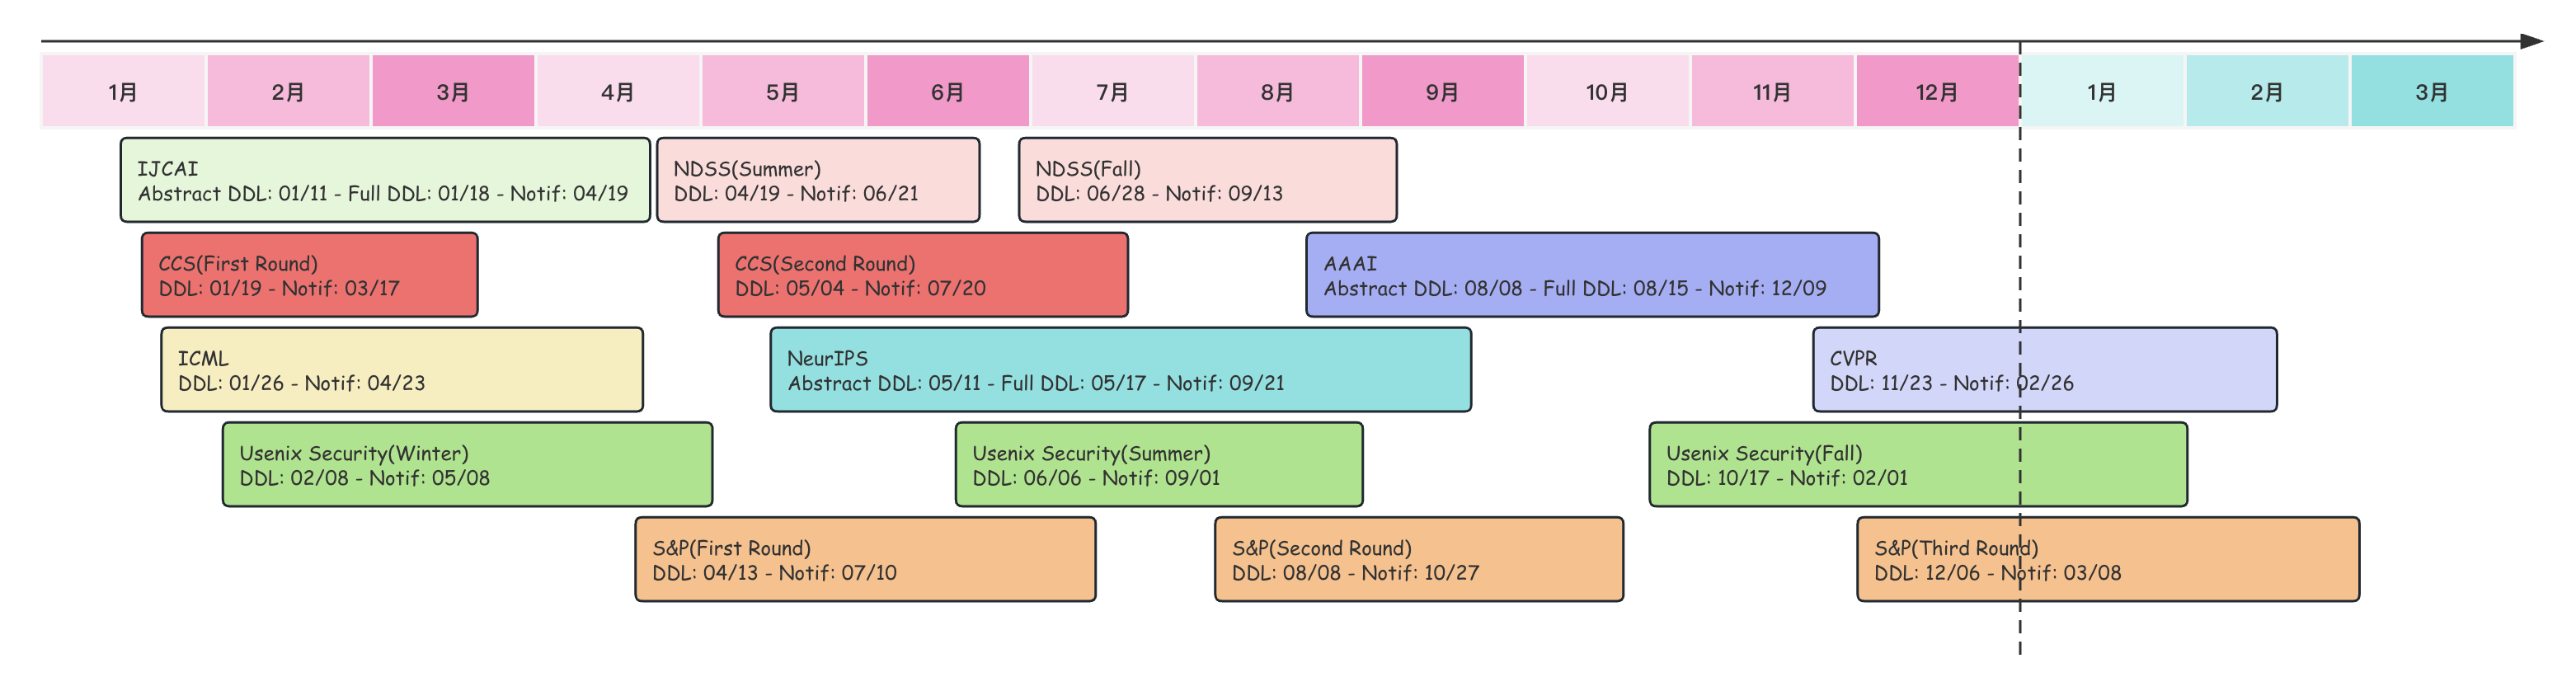 1月
2月
3月
4月
5月
6月
7月
8月
9月
10月
11月
12月
1月
2月
3月
IJCAI
Abstract DDL: 01/11 - Full DDL: 01/18 - Notif: 04/19
NDSS(Summer)
DDL: 04/19 - Notif: 06/21
NDSS(Fall)
DDL: 06/28 - Notif: 09/13
CCS(First Round)
DDL: 01/19 - Notif: 03/17
CCS(Second Round)
DDL: 05/04 - Notif: 07/20
AAAI
Abstract DDL: 08/08 - Full DDL: 08/15 - Notif: 12/09
ICML
DDL: 01/26 - Notif: 04/23
NeurIPS
Abstract DDL: 05/11 - Full DDL: 05/17 - Notif: 09/21
CVPR
DDL: 11/23 - Notif: 02/26
Usenix Security(Winter)
DDL: 02/08 - Notif: 05/08
Usenix Security(Summer)
DDL: 06/06 - Notif: 09/01
Usenix Security(Fall)
DDL: 10/17 - Notif: 02/01
S&P(First Round)
DDL: 04/13 - Notif: 07/10
S&P(Second Round)
DDL: 08/08 - Notif: 10/27
S&P(Third Round)
DDL: 12/06 - Notif: 03/08